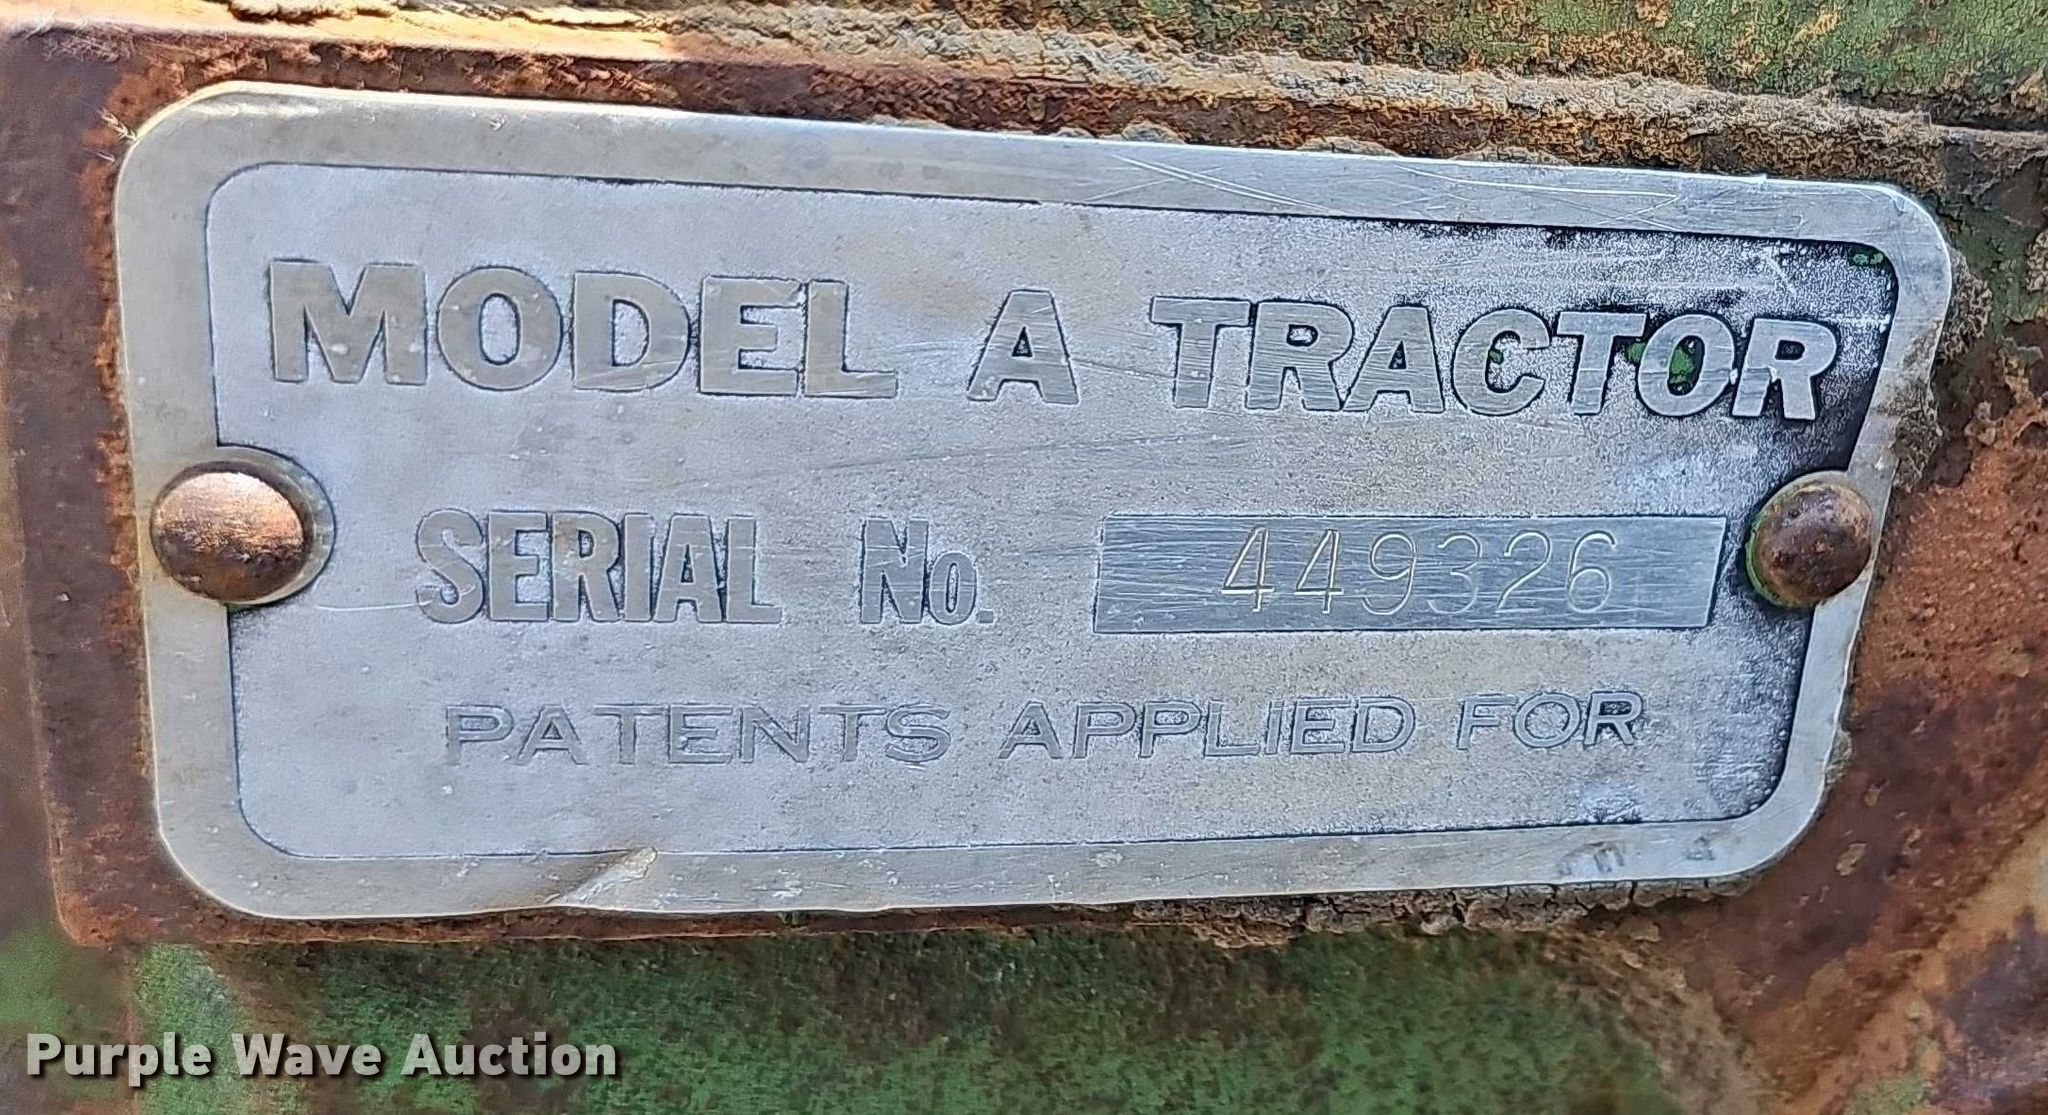 MODEL A TRACTOR
SERIAL No. 449326
PATENTS APPLiED FOR
Purple Wave Auction